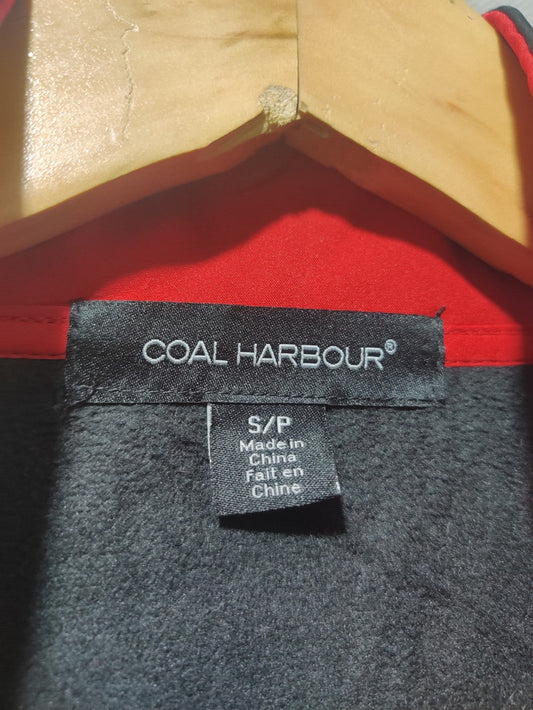 COAL HARBOUR®
S/P
Made in
China
Fait en
Chine